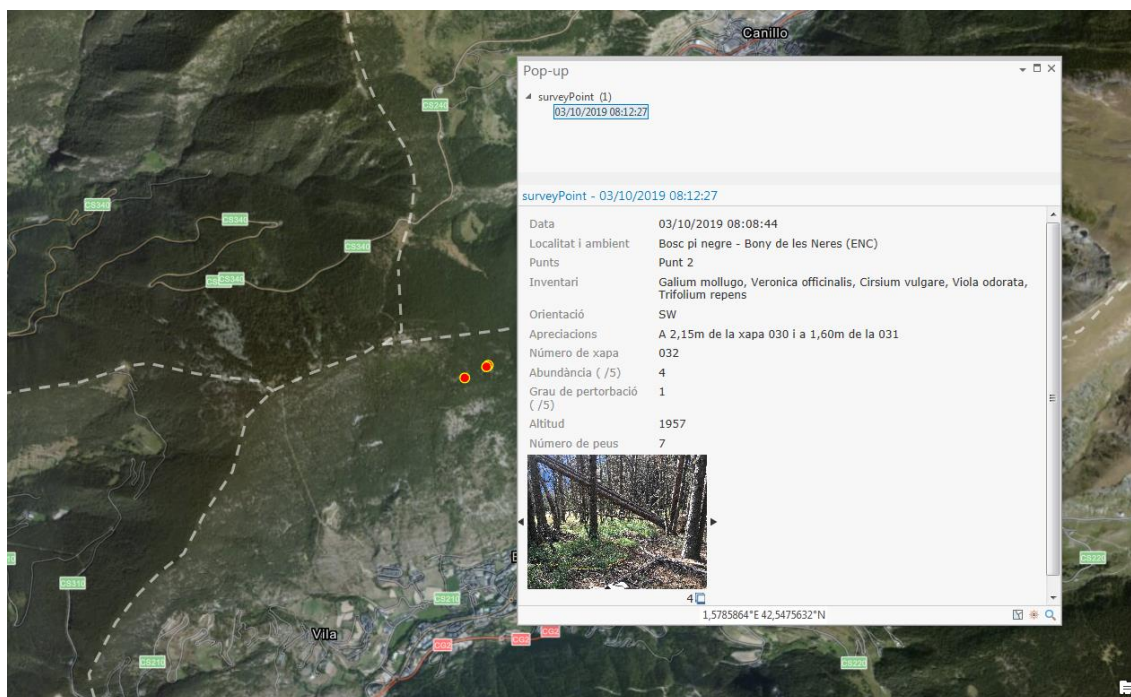 Canillo
CS240
CS340
CS340
CS340
CS340
CS310
CS210
Vila
CG2
CG2
CG2
CS210
CS230
CS220
Pop-up
surveyPoint (1)
03/10/2019 08:12:27
surveyPoint - 03/10/2019 08:12:27
Data 03/10/2019 08:08:44
Localitat i ambient Bosc pi negre - Bony de les Neres (ENC)
Punts Punt 2
Inventari Galium mollugo, Veronica officinalis, Cirsium vulgare, Viola odorata,
Trifolium repens
Orientació SW
Apreciacions A 2,15m de la xapa 030 i a 1,60m de la 031
Número de xapa 032
Abundància ( /5) 4
Grau de pertorbació 1
( /5)
Altitud 1957
Número de peus 7
4
1,5785864°E 42,5475632°N